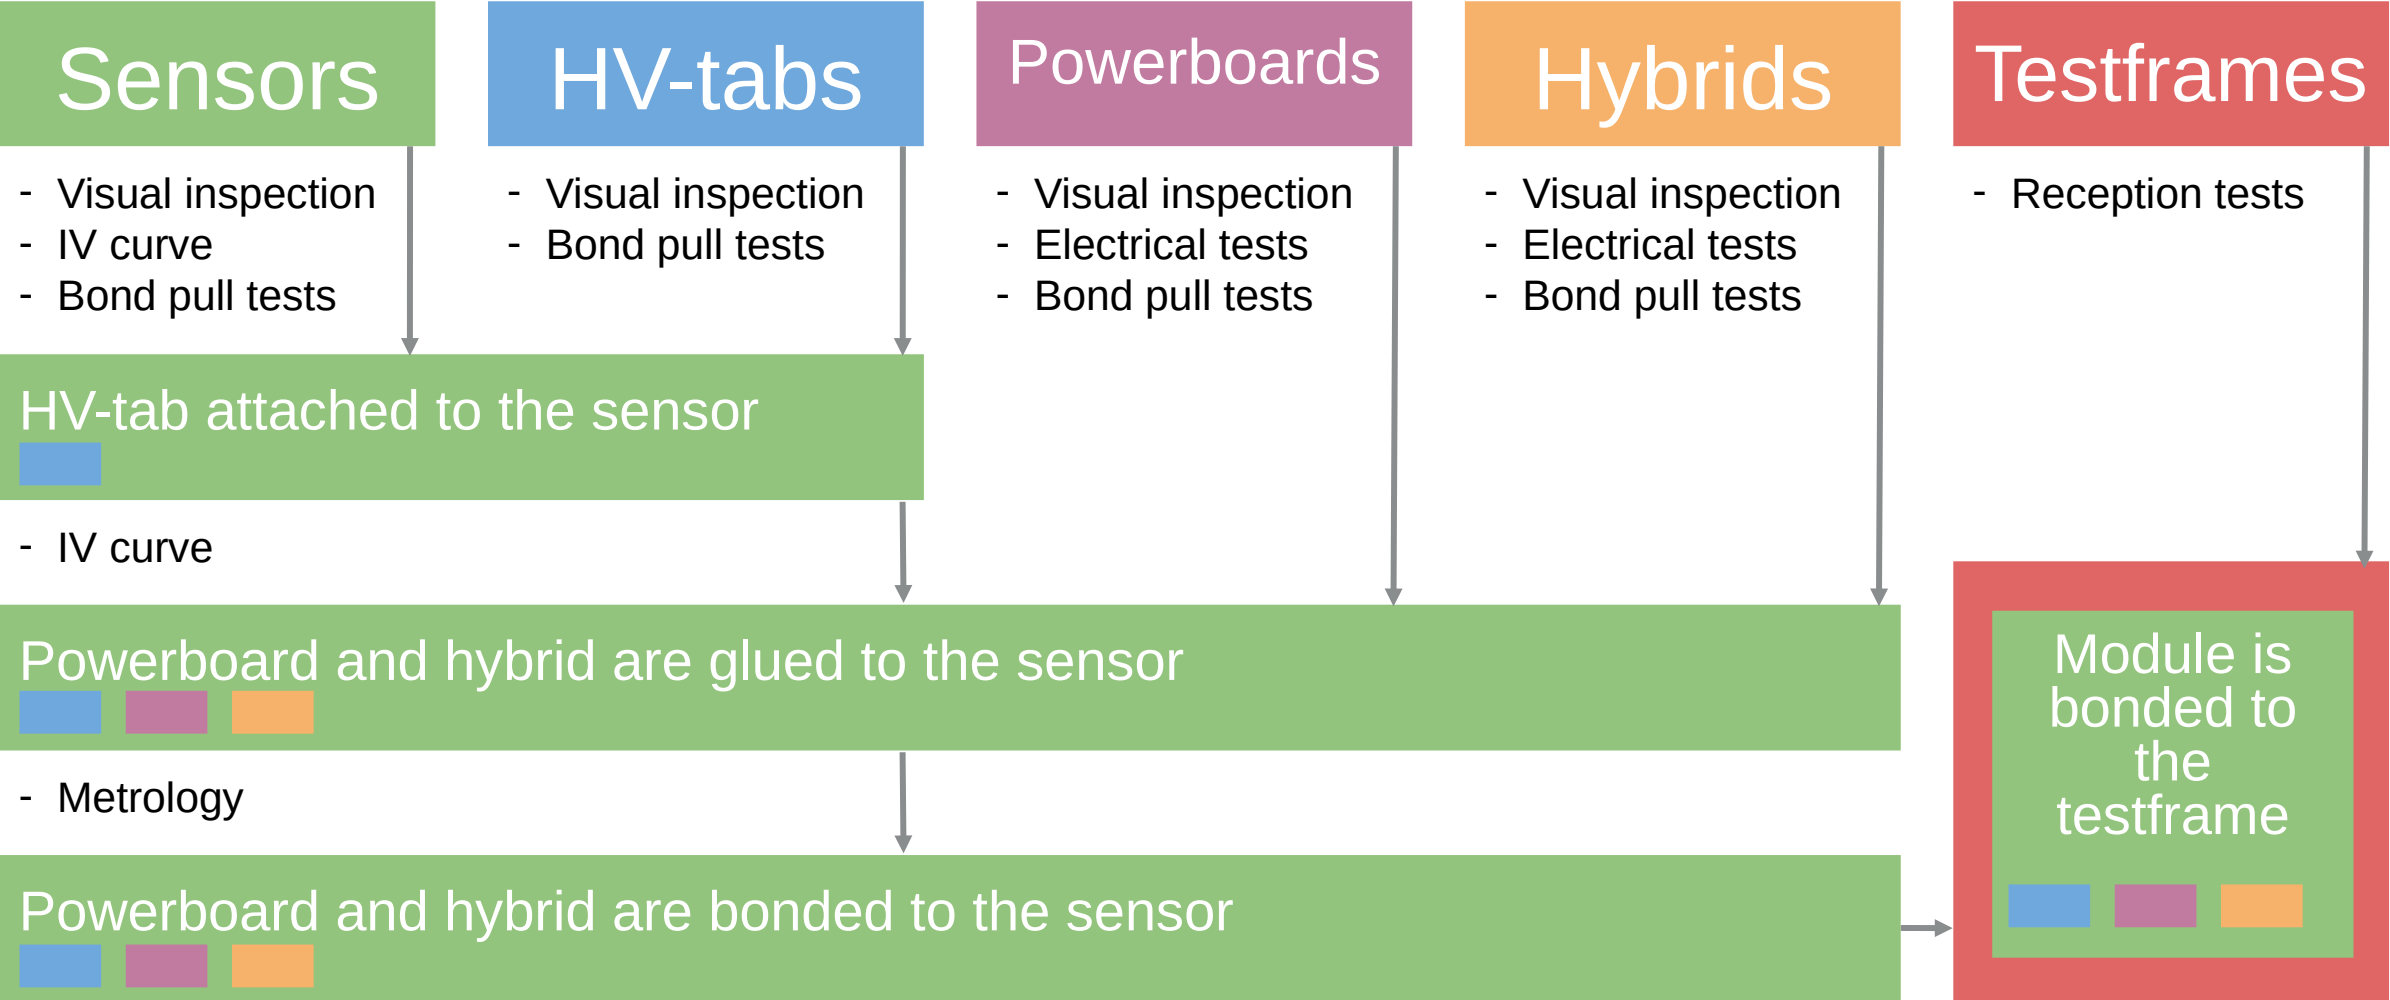 Sensors
- Visual inspection
- IV curve
- Bond pull tests
HV-tabs
- Visual inspection
- Bond pull tests
Powerboards
- Visual inspection
- Electrical tests
- Bond pull tests
Hybrids
- Visual inspection
- Electrical tests
- Bond pull tests
Testframes
- Reception tests
HV-tab attached to the sensor
- IV curve
Powerboard and hybrid are glued to the sensor
- Metrology
Powerboard and hybrid are bonded to the sensor
Module is
bonded to
the
testframe